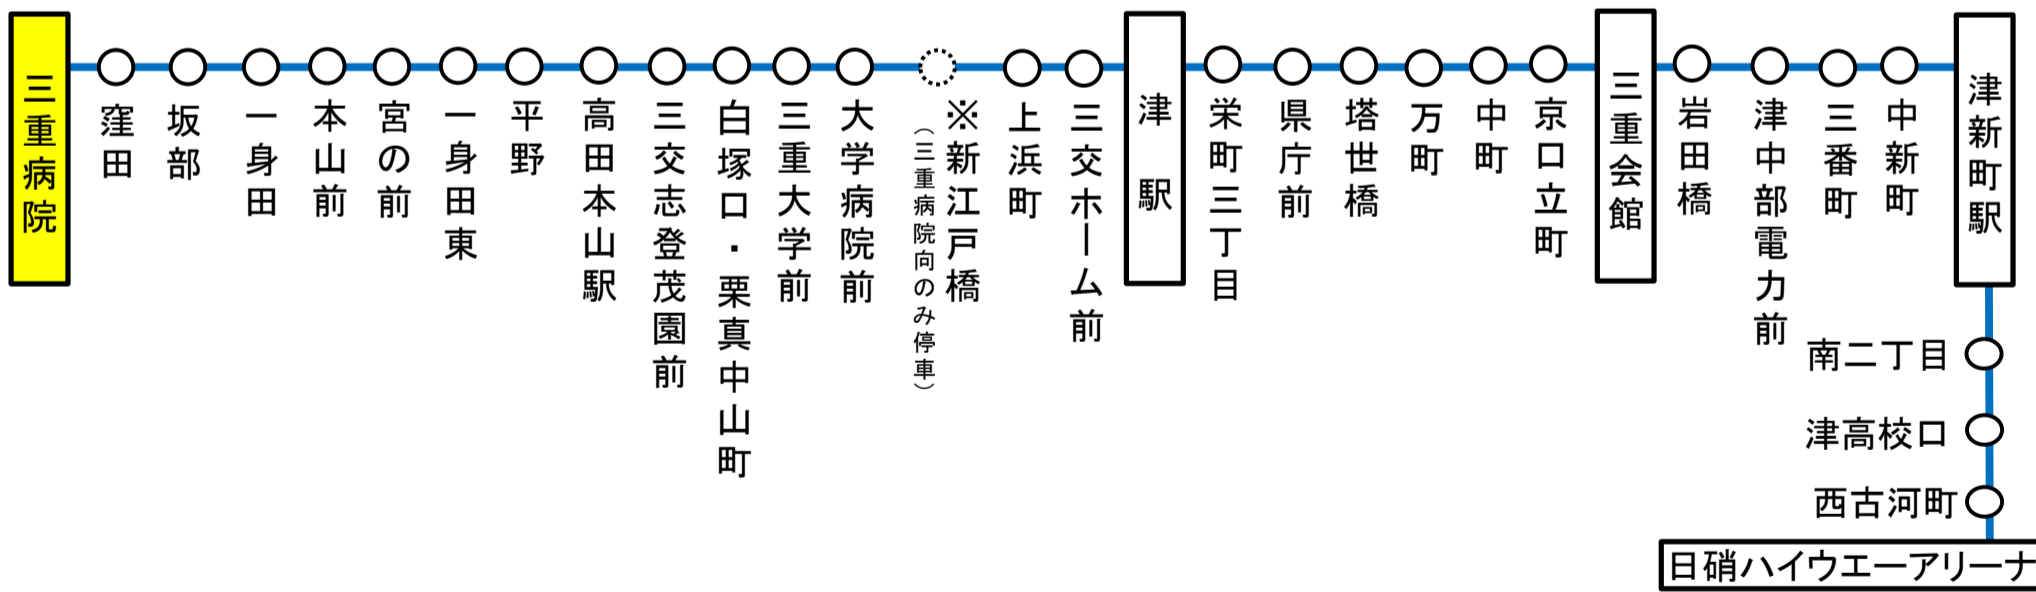 三重病院
窪田
坂部
一身田
本山前
宮の前
一身田東
平野
高田本山駅
三交志登茂園前
白塚口・栗真中山町
三重大学前
大学病院前
※新江戸橋
（三重病院向のみ停車）
上浜町
三交ホーム前
津駅
栄町三丁目
県庁前
塔世橋
万町
中町
京口立町
三重会館
岩田橋
津中部電力前
三番町
中新町
津新町駅
南二丁目
津高校口
西古河町
日硝ハイウエーアリーナ